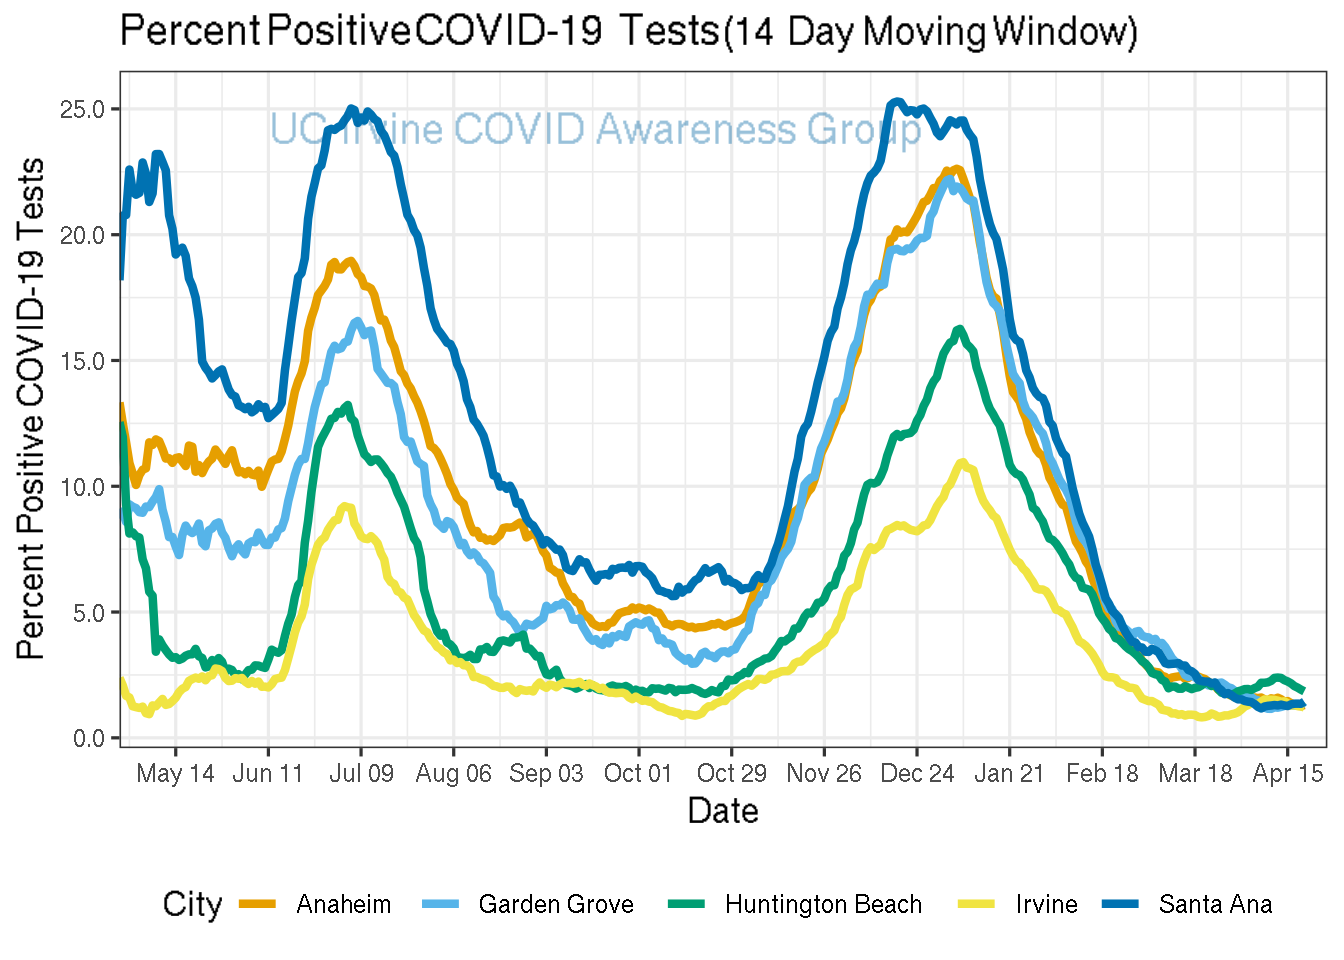 Percent Positive COVID-19 Tests (14 Day Moving Window)
UC Irvine COVID Awareness Group
Percent Positive COVID-19 Tests
25.0
20.0
15.0
10.0
5.0
0.0
May 14 Jun 11 Jul 09 Aug 06 Sep 03 Oct 01 Oct 29 Nov 26 Dec 24 Jan 21 Feb 18 Mar 18 Apr 15
Date
City Anaheim Garden Grove Huntington Beach Irvine Santa Ana